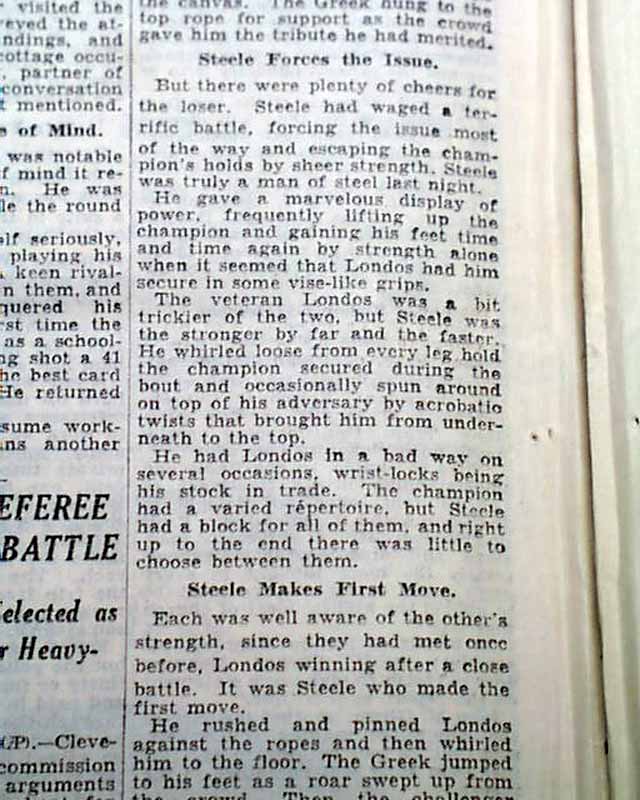 visited the
eyed the at-
ndings, and
cottage occu-
, partner of
conversation
t mentioned.
of Mind.
was notable
f mind it re-
n. He was
le the round
lf seriously,
playing his
keen rival-
n them, and
quered his
rst time the
as a school-
ng shot a 41
he best card
He returned
sume work-
ans another
EFEREE
BATTLE
Selected as
r Heavy-
(AP).—Cleve-
commission
arguments
the canvas. The Greek hung to the
top rope for support as the crowd
gave him the tribute he had merited.
Steele Forces the Issue.
But there were plenty of cheers for
the loser. Steele had waged a ter-
rific battle, forcing the issue most
of the way and escaping the cham-
pion's holds by sheer strength. Steele
was truly a man of steel last night.
He gave a marvelous display of
power, frequently lifting up the
champion and gaining his feet time
and time again by strength alone
when it seemed that Londos had him
secure in some vise-like grips.
The veteran Londos was a bit
trickier of the two, but Steele was
the stronger by far and the faster.
He whirled loose from every leg hold
the champion secured during the
bout and occasionally spun around
on top of his adversary by acrobatic
twists that brought him from under-
neath to the top.
He had Londos in a bad way on
several occasions, wrist-locks being
his stock in trade. The champion
had a varied répertoire, but Steele
had a block for all of them, and right
up to the end there was little to
choose between them.
Steele Makes First Move.
Each was well aware of the other's
strength, since they had met once
before, Londos winning after a close
battle. It was Steele who made the
first move.
He rushed and pinned Londos
against the ropes and then whirled
him to the floor. The Greek jumped
to his feet as a roar swept up from
the crowd. Then the challenger